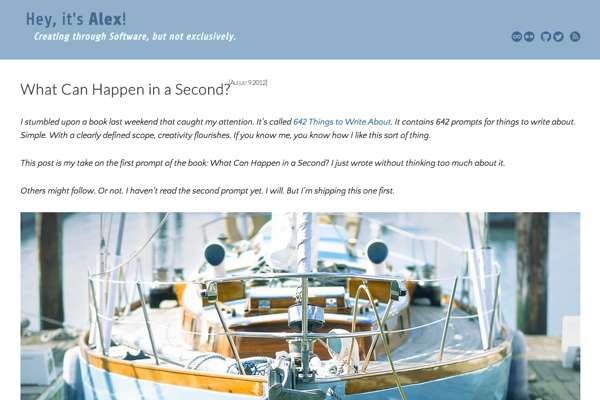 Hey, it's Alex!
Creating through Software, but not exclusively.
What Can Happen in a Second? [August 9 2012]
I stumbled upon a book last weekend that caught my attention. It's called 642 Things to Write About. It contains 642 prompts for things to write about.
Simple. With a clearly defined scope, creativity flourishes. If you know me, you know how I like this sort of thing.
This post is my take on the first prompt of the book: What Can Happen in a Second? I just wrote without thinking too much about it.
Others might follow. Or not. I haven't read the second prompt yet. I will. But I'm shipping this one first.